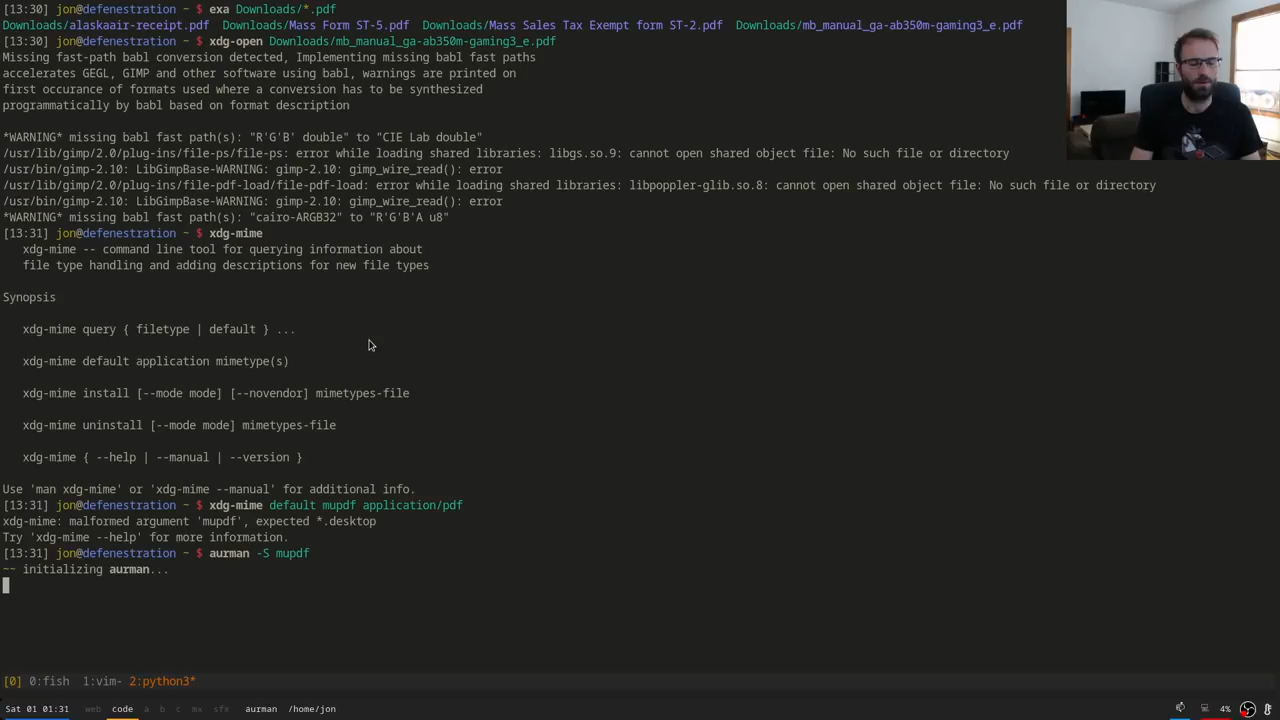 [13:30] jon@defenestration ~ $ exa Downloads/*.pdf
Downloads/alaskaair-receipt.pdf  Downloads/Mass Form ST-5.pdf  Downloads/Mass Sales Tax Exempt form ST-2.pdf  Downloads/mb_manual_ga-ab350m-gaming3_e.pdf
[13:30] jon@defenestration ~ $ xdg-open Downloads/mb_manual_ga-ab350m-gaming3_e.pdf
Missing fast-path babl conversion detected, Implementing missing babl fast paths
accelerates GEGL, GIMP and other software using babl, warnings are printed on
first occurance of formats used where a conversion has to be synthesized
programmatically by babl based on format description
*WARNING* missing babl fast path(s): "R'G'B' double" to "CIE Lab double"
/usr/lib/gimp/2.0/plug-ins/file-ps/file-ps: error while loading shared libraries: libgs.so.9: cannot open shared object file: No such file or directory
/usr/bin/gimp-2.10: LibGimpBase-WARNING: gimp-2.10: gimp_wire_read(): error
/usr/lib/gimp/2.0/plug-ins/file-pdf-load/file-pdf-load: error while loading shared libraries: libpoppler-glib.so.8: cannot open shared object file: No such file or directory
/usr/bin/gimp-2.10: LibGimpBase-WARNING: gimp-2.10: gimp_wire_read(): error
*WARNING* missing babl fast path(s): "cairo-ARGB32" to "R'G'B'A u8"
[13:31] jon@defenestration ~ $ xdg-mime
xdg-mime -- command line tool for querying information about
file type handling and adding descriptions for new file types
Synopsis
xdg-mime query { filetype | default } ...
xdg-mime default application mimetype(s)
xdg-mime install [--mode mode] [--novendor] mimetypes-file
xdg-mime uninstall [--mode mode] mimetypes-file
xdg-mime { --help | --manual | --version }
Use 'man xdg-mime' or 'xdg-mime --manual' for additional info.
[13:31] jon@defenestration ~ $ xdg-mime default mupdf application/pdf
xdg-mime: malformed argument 'mupdf', expected *.desktop
Try 'xdg-mime --help' for more information.
[13:31] jon@defenestration ~ $ aurman -S mupdf
~~ initializing aurman...
[0] 0:fish  1:vim- 2:python3*
Sat 01 01:31  web  code  a  b  c  mx  sfx  aurman  /home/jon  4%